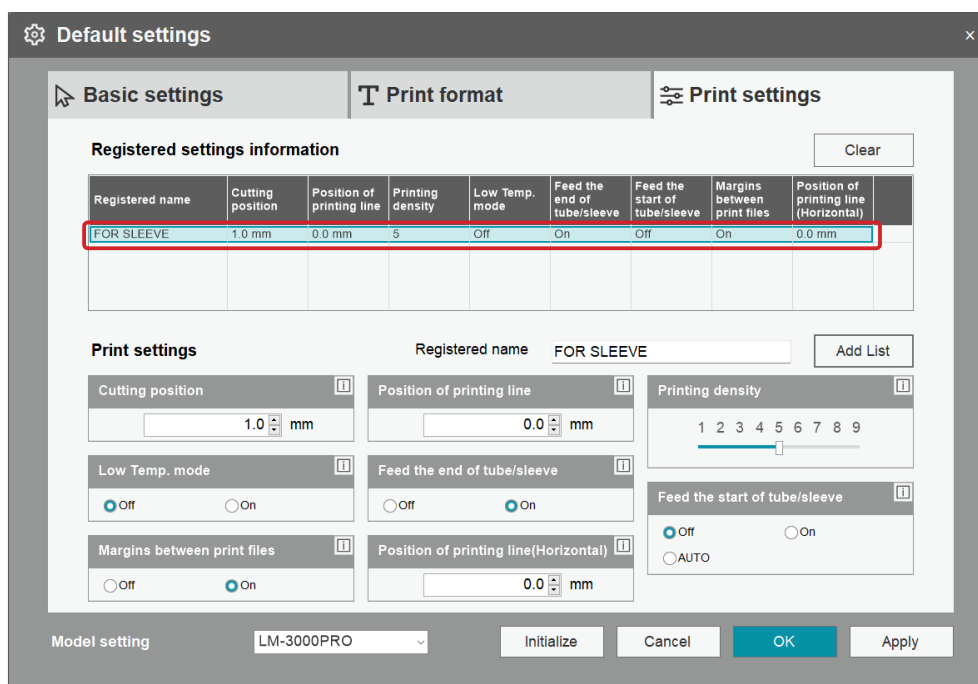 Default settings
x
Basic settings
Print format
Print settings
Registered settings information
Clear
Registered name
Cutting
position
Position of
printing line
Printing
density
Low Temp.
mode
Feed the
end of
tube/sleeve
Feed the
start of
tube/sleeve
Margins
between
print files
Position of
printing line
(Horizontal)
FOR SLEEVE 1.0 mm 0.0 mm 5 Off On Off On 0.0 mm
Print settings
Registered name FOR SLEEVE
Add List
Cutting position
1.0 mm
Position of printing line
0.0 mm
Printing density
1 2 3 4 5 6 7 8 9
Low Temp. mode
Off On
Feed the end of tube/sleeve
Off On
Feed the start of tube/sleeve
Off On
AUTO
Margins between print files
Off On
Position of printing line(Horizontal)
0.0 mm
Model setting LM-3000PRO
Initialize
Cancel
OK
Apply